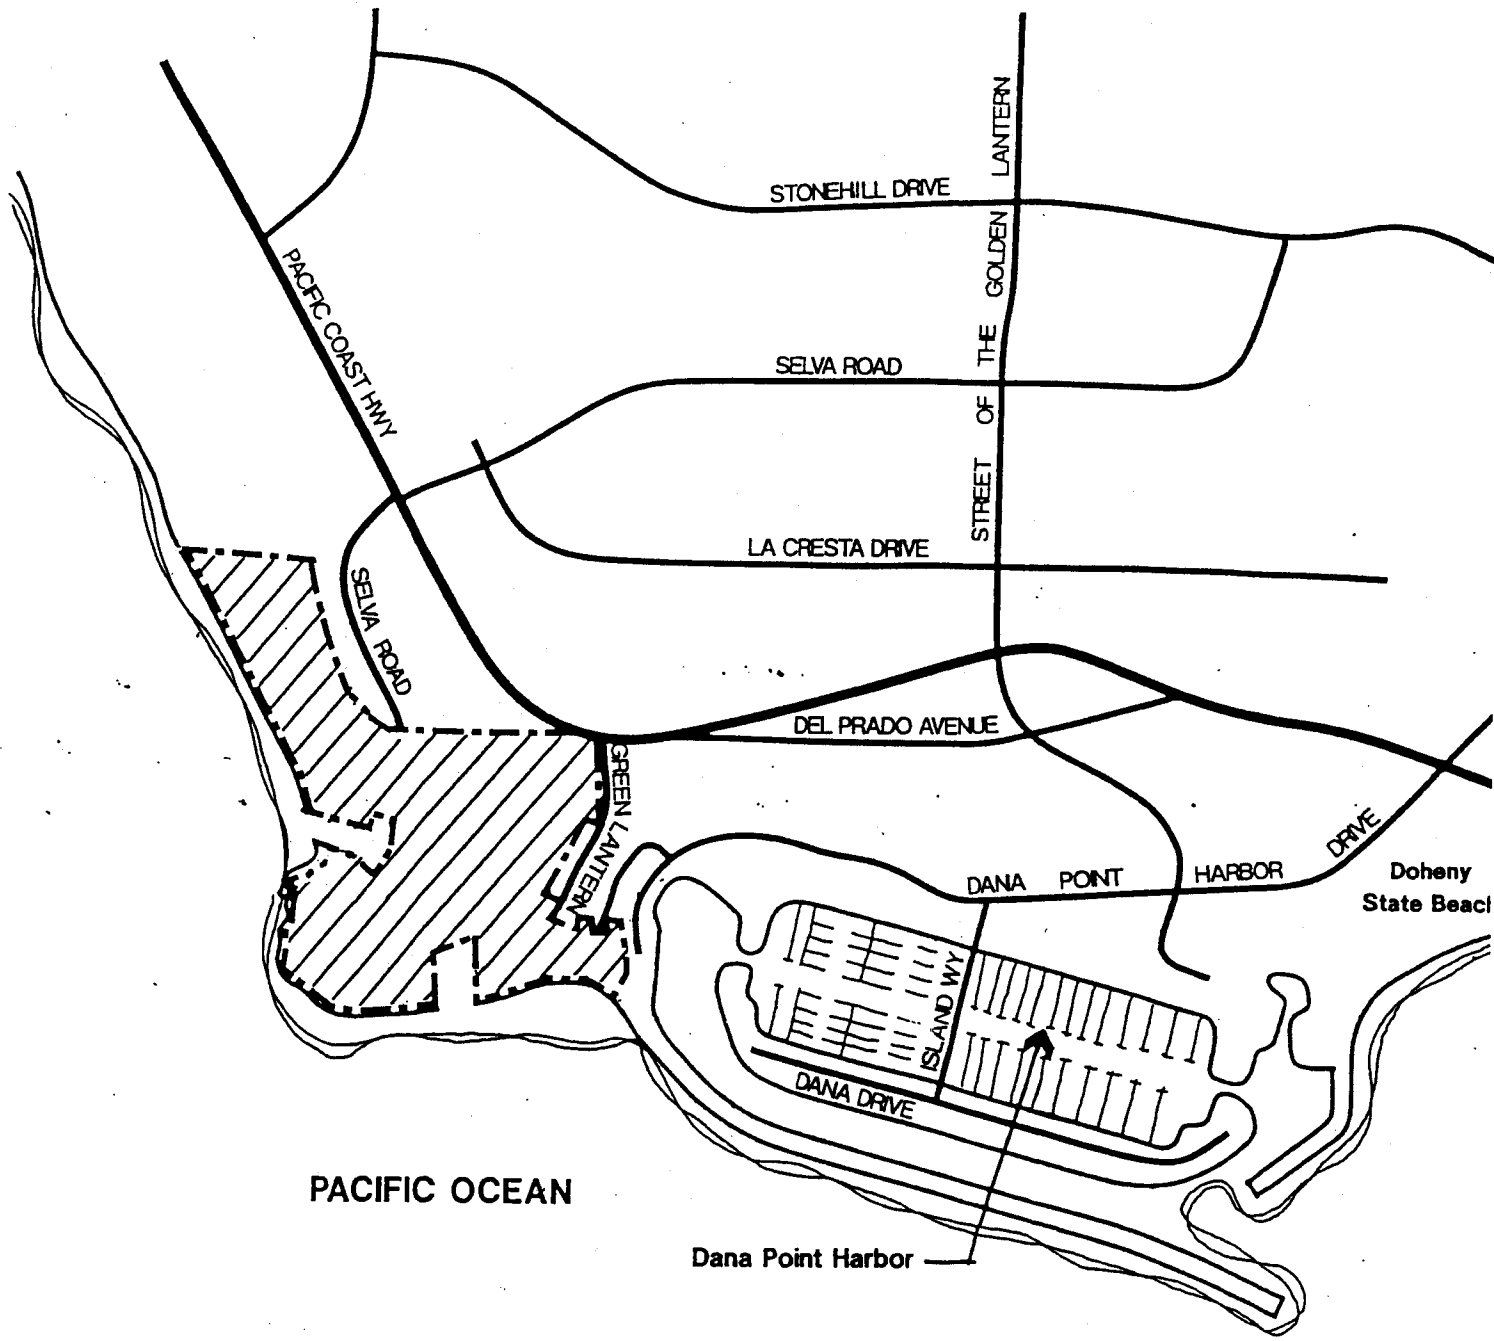 STONEHILL DRIVE
STREET OF THE GOLDEN LANTERN
PACIFIC COAST HWY
SELVA ROAD
LA CRESTA DRIVE
SELVA ROAD
DEL PRADO AVENUE
GREEN LANTERN
DANA POINT HARBOR DRIVE
Doheny
State Beach
ISLAND WY
DANA DRIVE
PACIFIC OCEAN
Dana Point Harbor